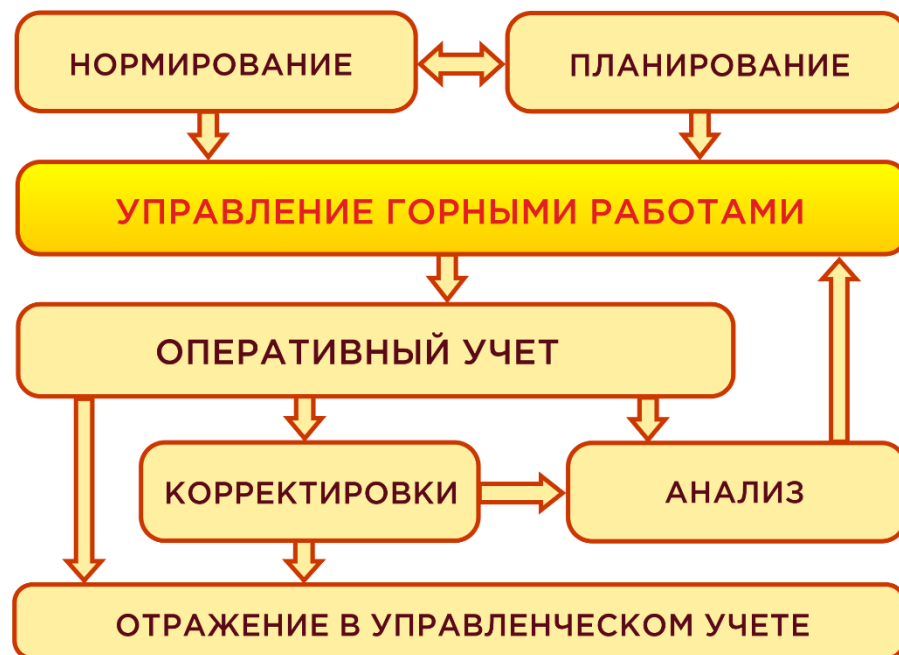 НОРМИРОВАНИЕ
ПЛАНИРОВАНИЕ
УПРАВЛЕНИЕ ГОРНЫМИ РАБОТАМИ
ОПЕРАТИВНЫЙ УЧЕТ
КОРРЕКТИРОВКИ
АНАЛИЗ
ОТРАЖЕНИЕ В УПРАВЛЕНЧЕСКОМ УЧЕТЕ